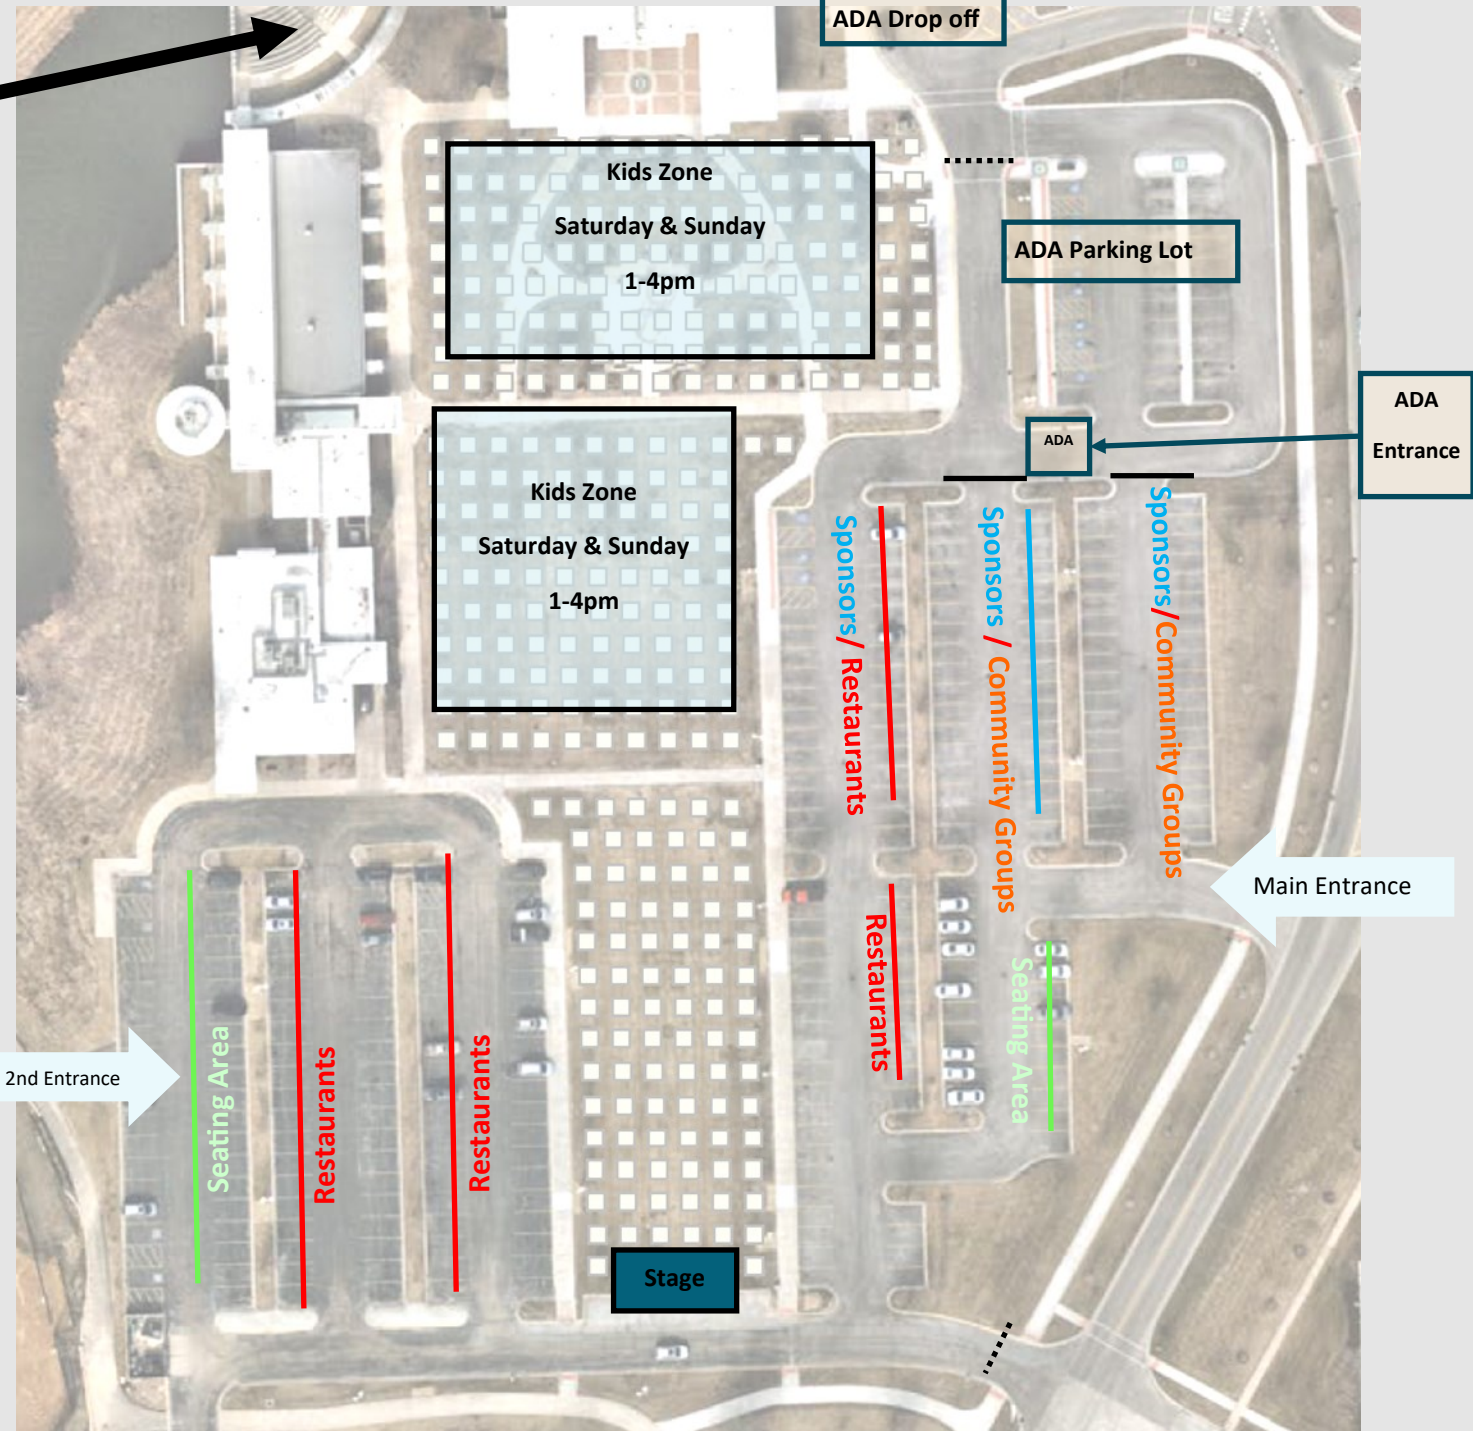 ADA Drop off
Kids Zone
Saturday & Sunday
1-4pm
ADA Parking Lot
ADA
Entrance
ADA
Kids Zone
Saturday & Sunday
1-4pm
Sponsors/ Restaurants
Sponsors / Community Groups
Sponsors/Community Groups
Main Entrance
Restaurants
Seating Area
2nd Entrance
Seating Area
Restaurants
Restaurants
Stage